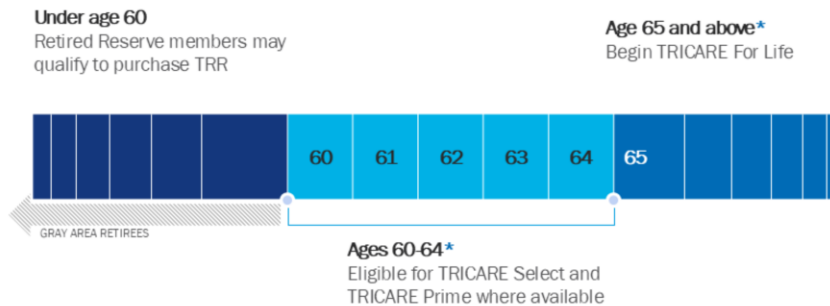 Under age 60
Retired Reserve members may
qualify to purchase TRR
Age 65 and above*
Begin TRICARE For Life
60 61 62 63 64 65
GRAY AREA RETIREES
Ages 60-64*
Eligible for TRICARE Select and
TRICARE Prime where available